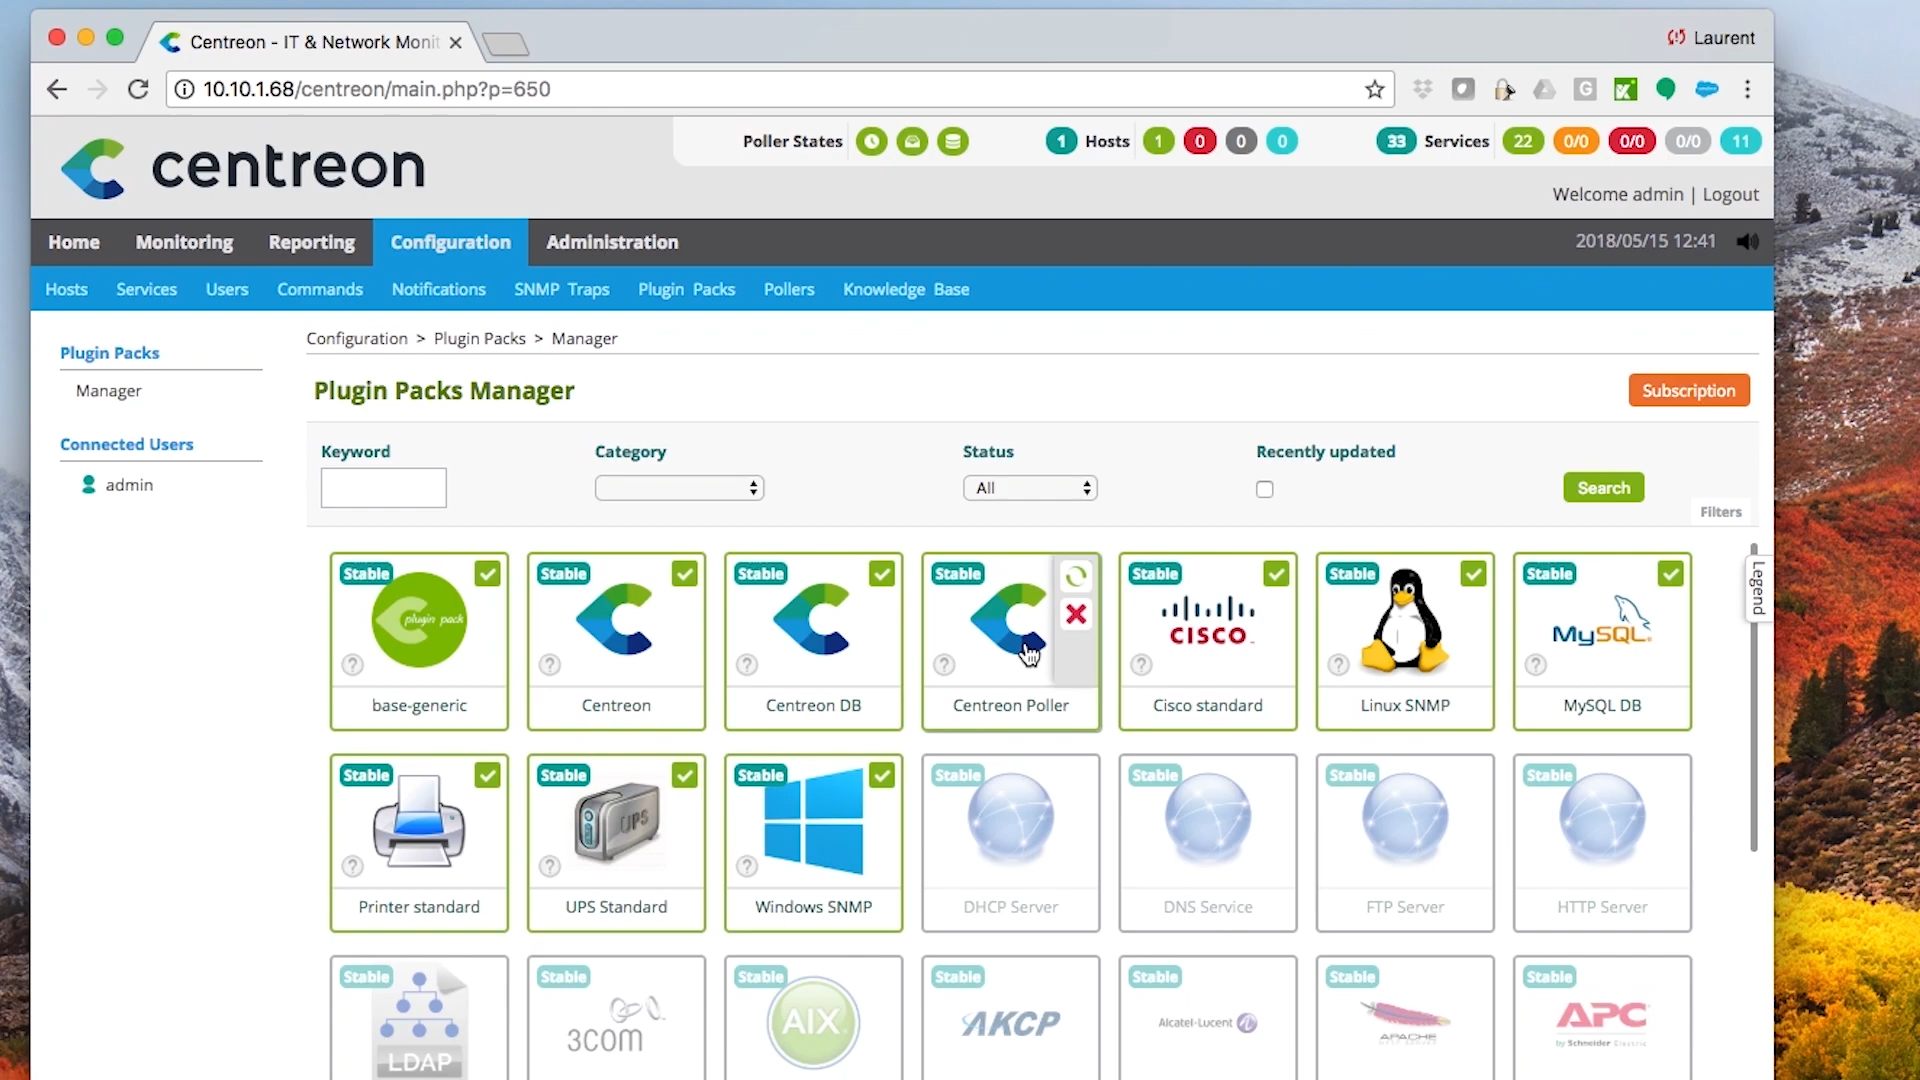 Centreon - IT & Network Monit
Laurent
10.10.1.68/centreon/main.php?p=650
centreon
Poller States
1 Hosts 1 0 0 0
33 Services 22 0/0 0/0 0/0 11
Welcome admin | Logout
Home Monitoring Reporting Configuration Administration
2018/05/15 12:41
Hosts Services Users Commands Notifications SNMP Traps Plugin Packs Pollers Knowledge Base
Plugin Packs
Manager
Connected Users
admin
Configuration > Plugin Packs > Manager
Plugin Packs Manager
Subscription
Keyword Category Status Recently updated
All
Search
Filters
Legend
Stable Stable Stable Stable Stable Stable Stable
plugin pack
CISCO
MySQL
? ? ? ? ? ? ?
base-generic Centreon Centreon DB Centreon Poller Cisco standard Linux SNMP MySQL DB
Stable Stable Stable Stable Stable Stable Stable
UPS
? ? ?
Printer standard UPS Standard Windows SNMP DHCP Server DNS Service FTP Server HTTP Server
Stable Stable Stable Stable Stable Stable Stable
LDAP
3COM
AIX
AKCP
Alcatel-Lucent
APACHE
APC
by Schneider Electric